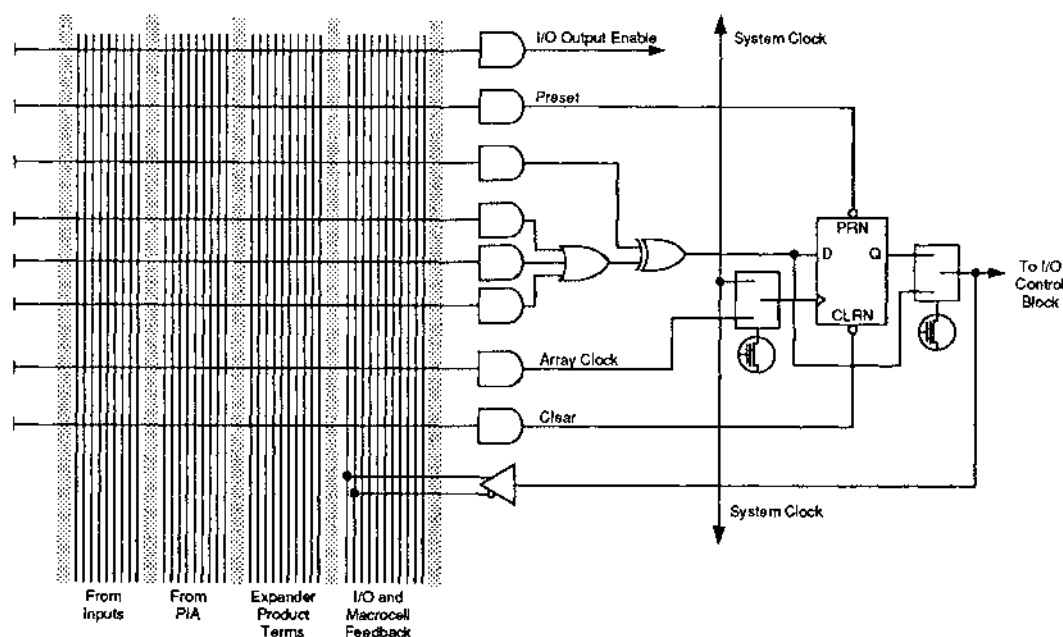 I/O Output Enable
System Clock
Preset
PRN
D
Q
To I/O
Control
Block
CLRN
Array Clock
Clear
System Clock
From
Inputs
From
PIA
Expander
Product
Terms
I/O and
Macrocell
Feedback